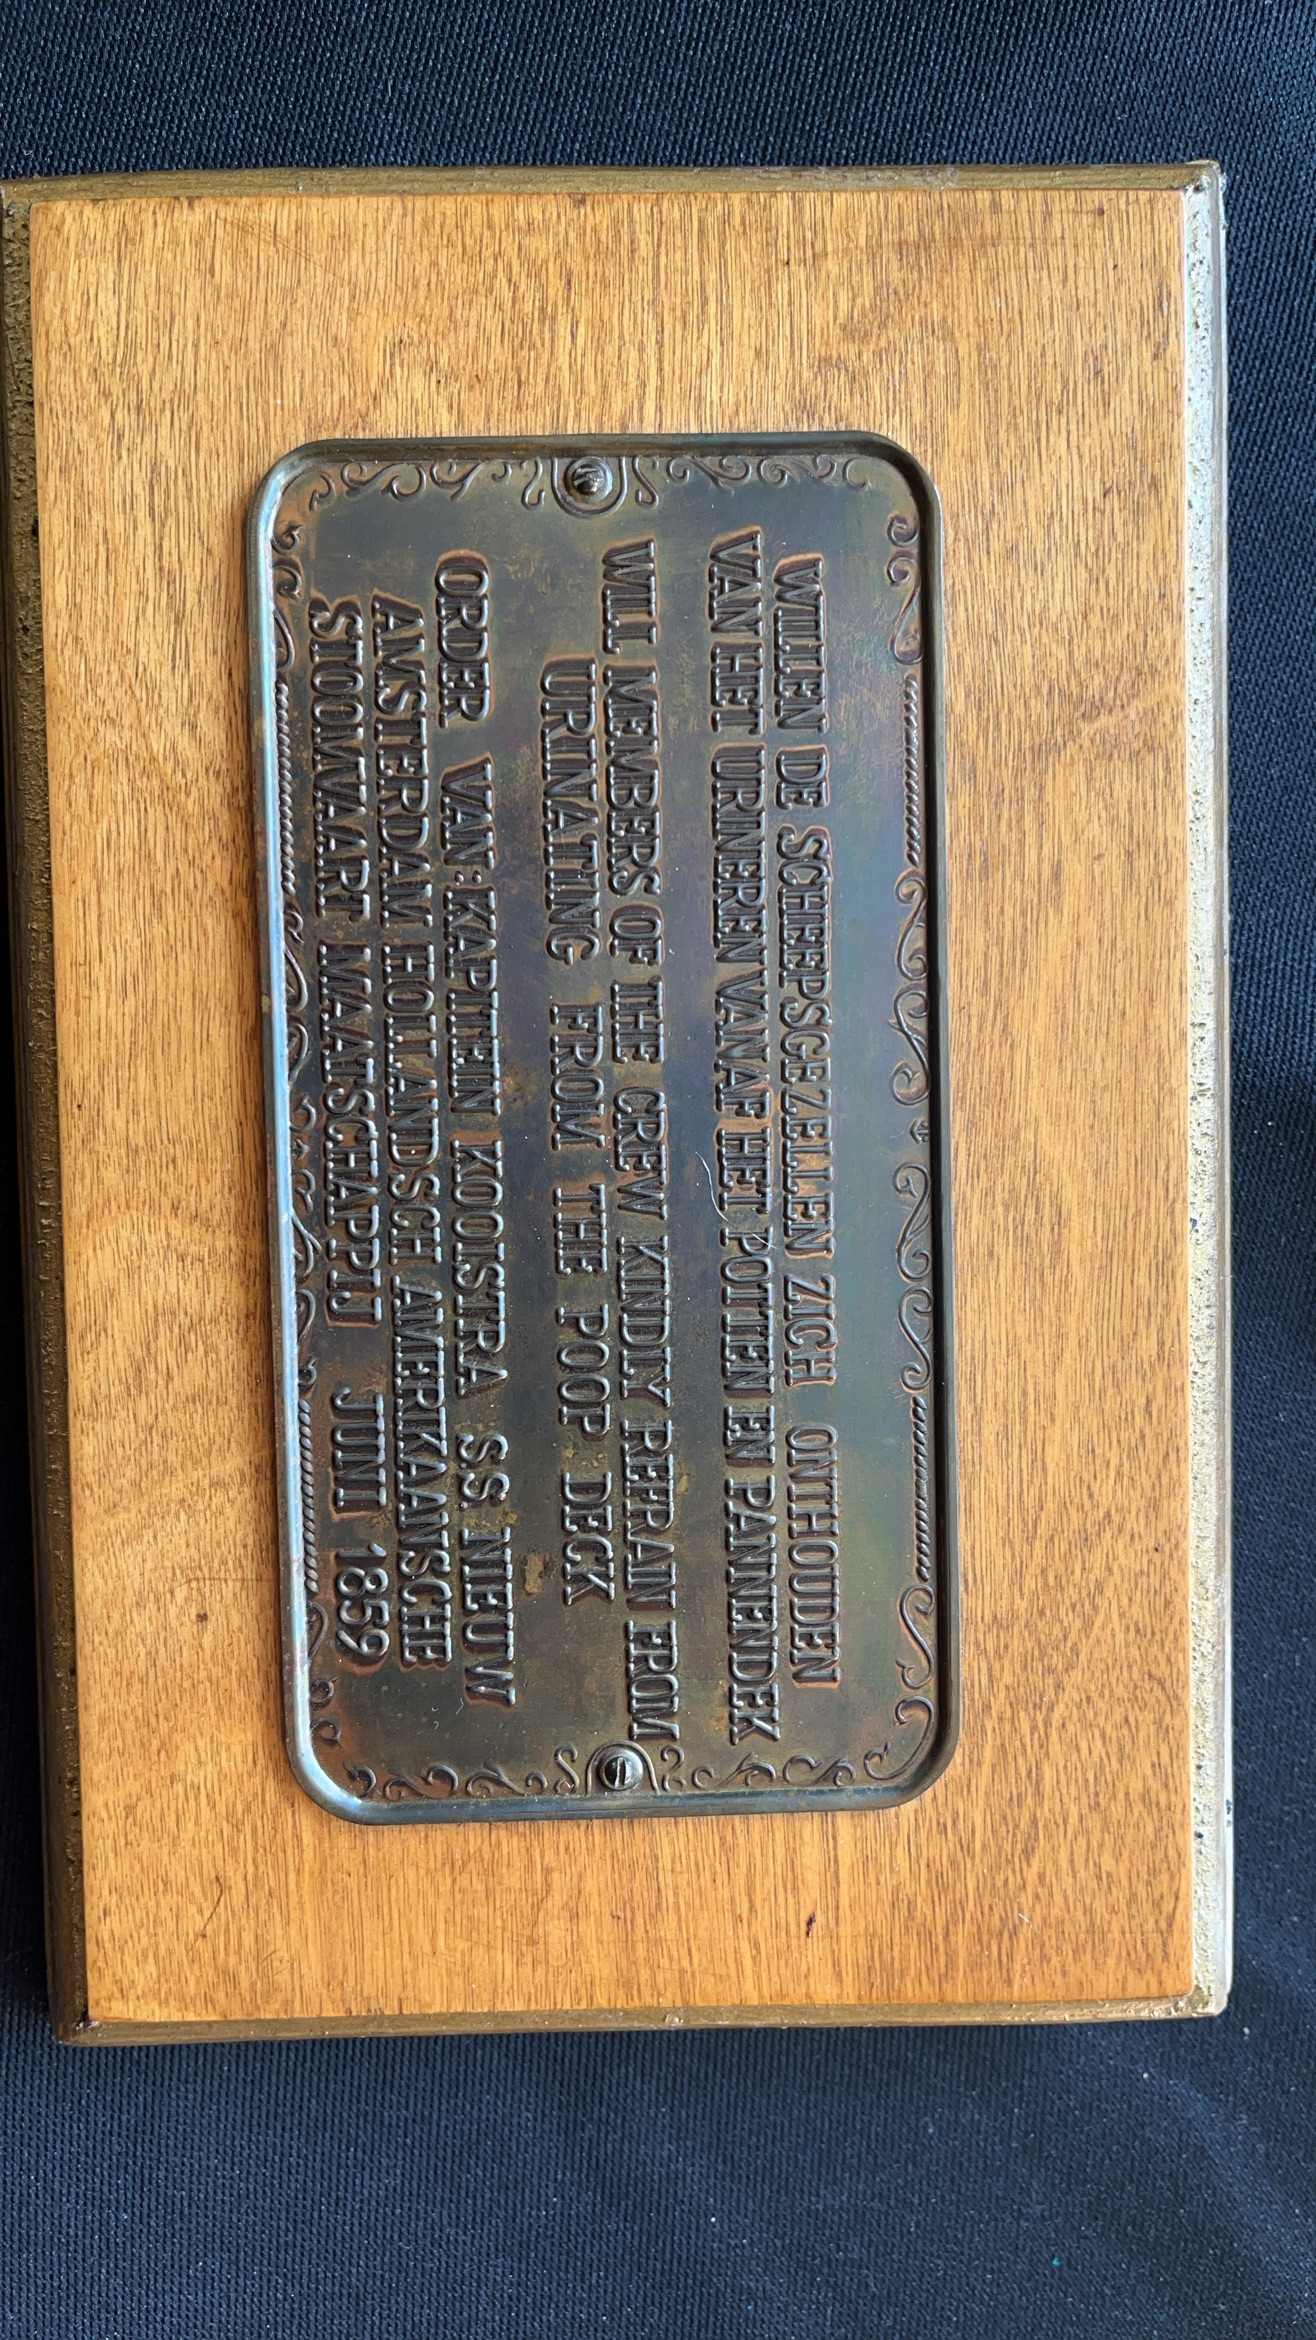 WILLEN DE SCHEEPSGEZELLEN ZICH ONTHOUDEN
VAN HET URINEREN VANAF HET POTTEN EN PANNENDEK
WILL MEMBERS OF THE CREW KINDLY REFRAIN FROM
URINATING FROM THE POOP DECK
ORDER VAN: KAPITEIN KOOISTRA S.S. NIEUW
AMSTERDAM HOLLANDSCH AMERIKAANSCHE
STOOMVAART MAATSCHAPPIJ JUNI 1859